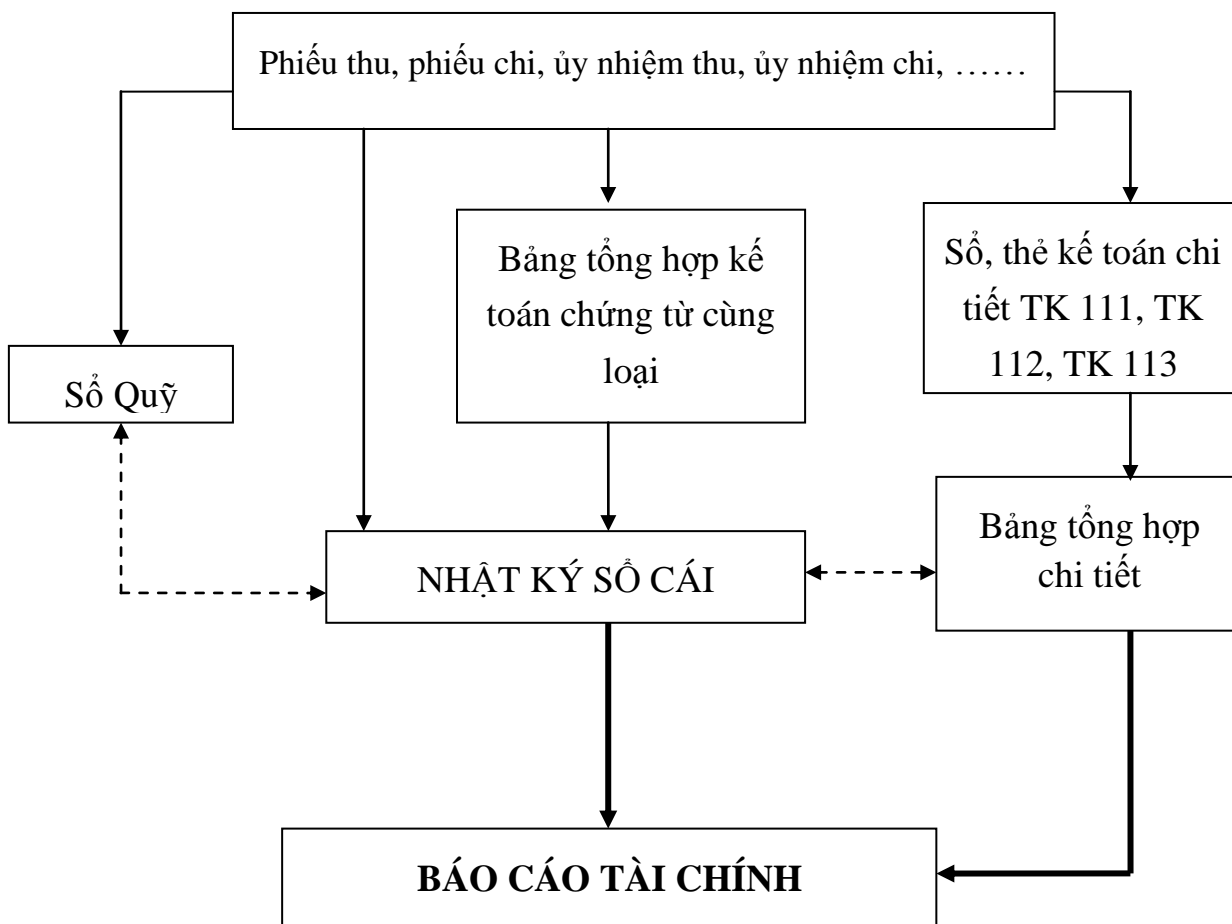 Phiếu thu, phiếu chi, ủy nhiệm thu, ủy nhiệm chi, ……
Bảng tổng hợp kế
toán chứng từ cùng
loại
Sổ, thẻ kế toán chi
tiết TK 111, TK
112, TK 113
Sổ Quỹ
Bảng tổng hợp
chi tiết
NHẬT KÝ SỔ CÁI
BÁO CÁO TÀI CHÍNH